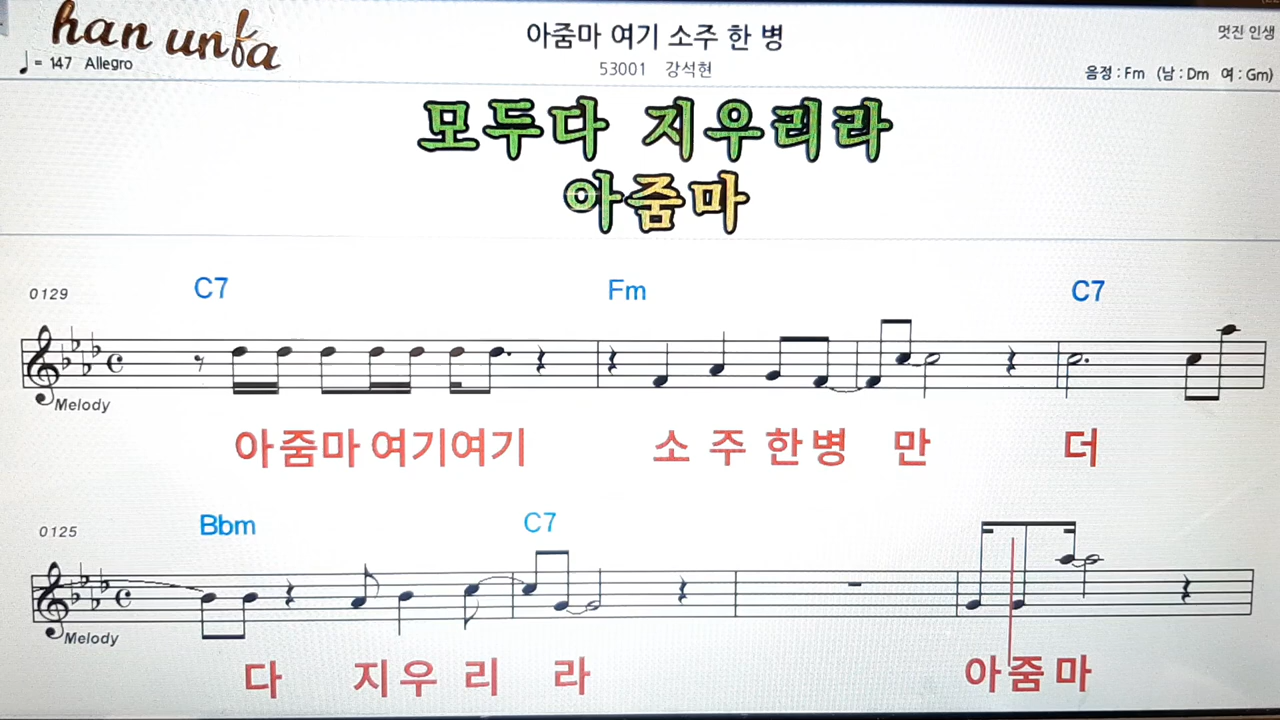 han unfa
아줌마 여기 소주 한 병
멋진 인생
♩= 147 Allegro
53001 강석현
음정 : Fm (남 : Dm 여 : Gm)
모두다 지우리라
아줌마
0129
C7 Fm C7
Melody
아줌마 여기여기 소 주 한병 만 더
0125
Bbm C7
Melody
다 지우 리 라 아줌 마